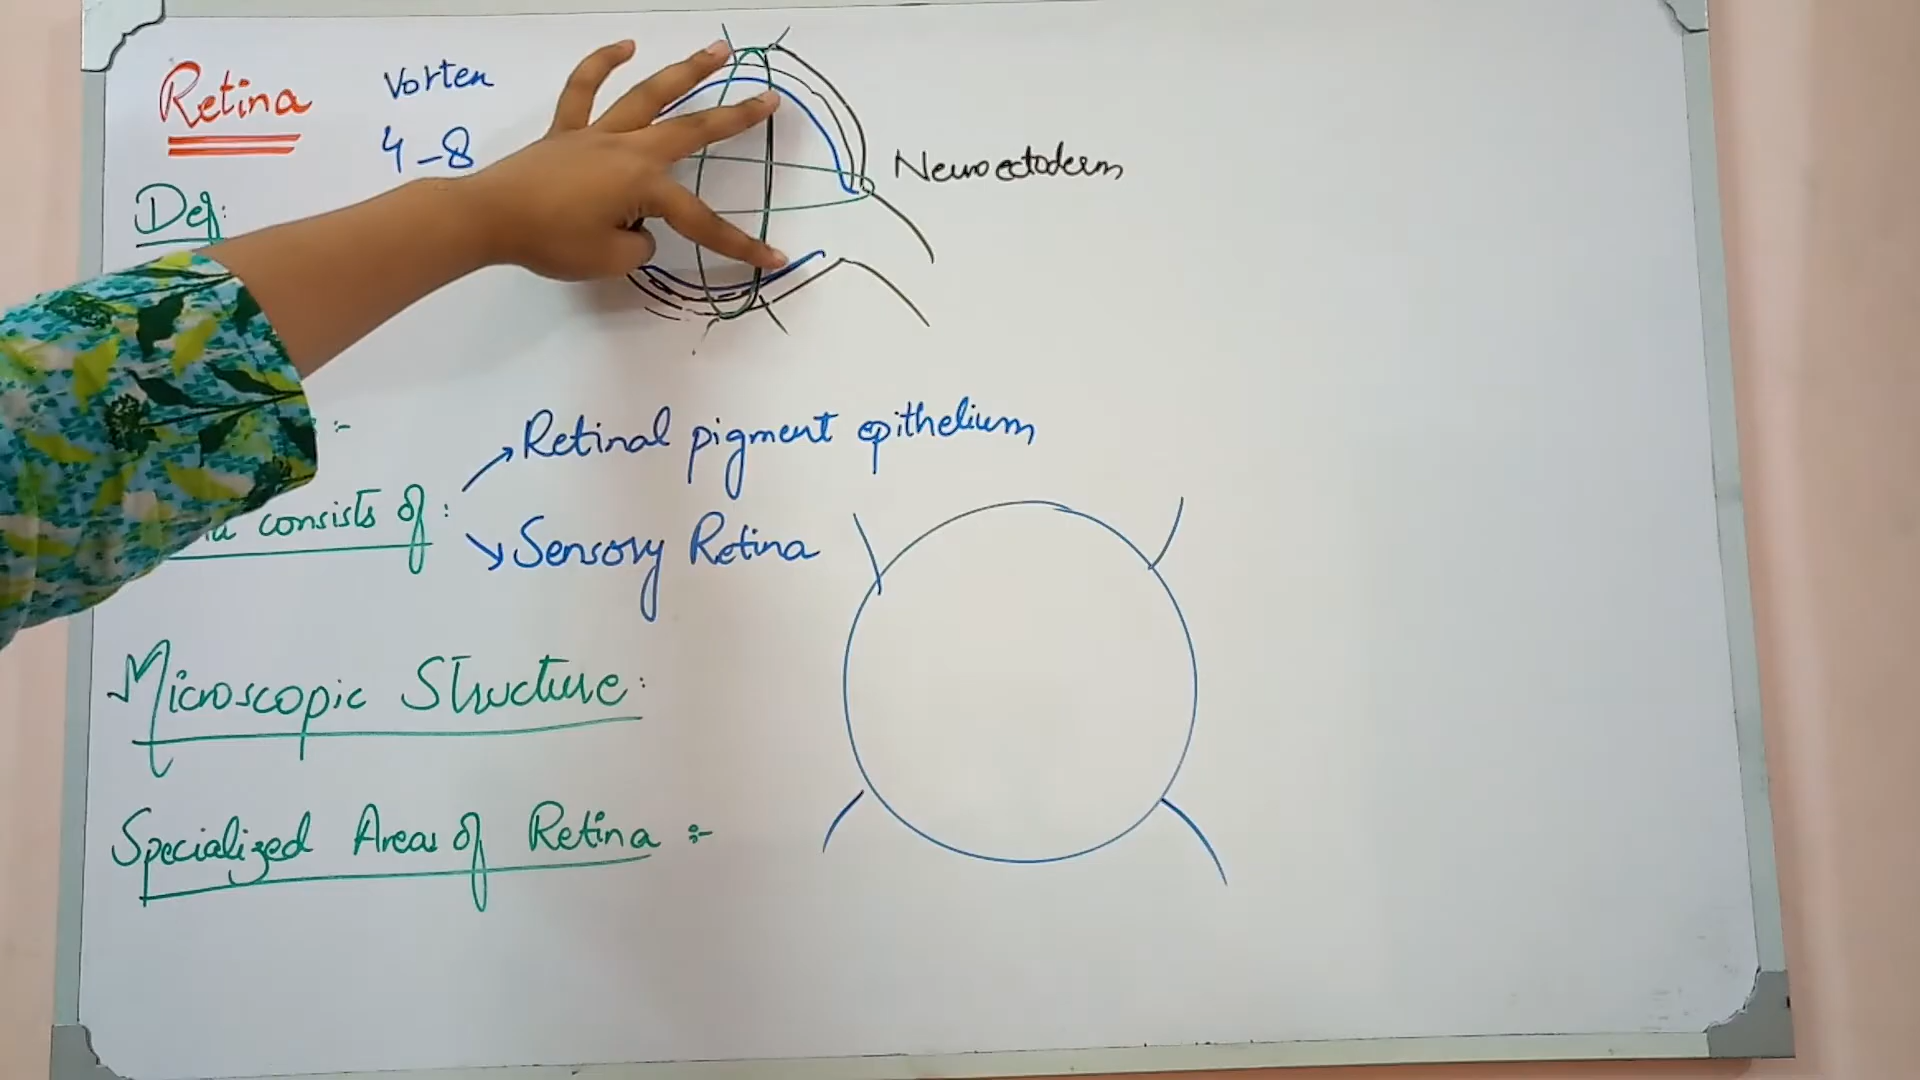 Retina
Vorten
4-8
Neuroectoderm
Def:
:-
consists of:
Retinal pigment epithelium
Sensory Retina
Microscopic Structure:
Specialized Areas of Retina :-